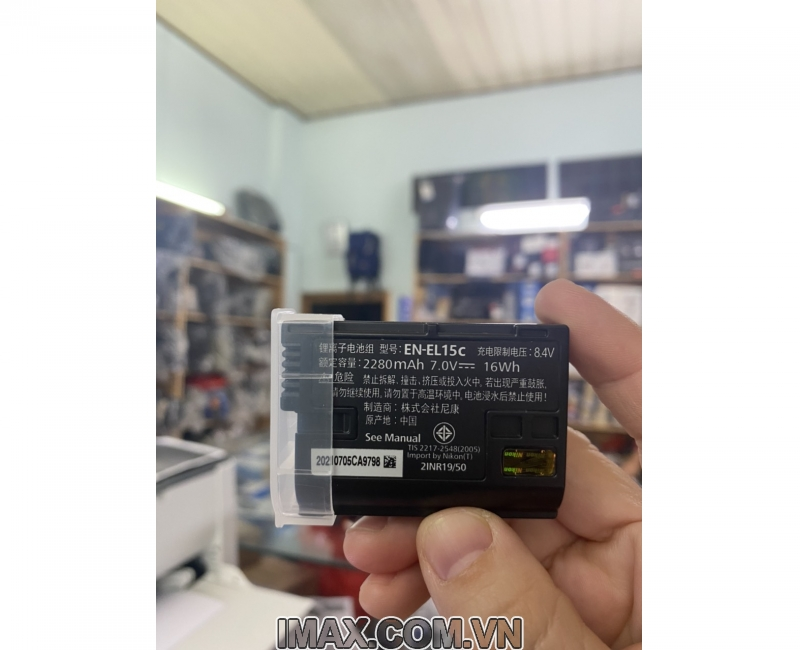 锂离子电池组 型号: EN-EL15c 充电限制电压: 8.4V
额定容量: 2280mAh 7.0V⎓ 16Wh
危险 禁止拆解, 撞击, 挤压或投入火中, 若出现严重鼓胀,
请勿继续使用, 请勿置于高温环境中, 电池浸水后禁止使用!
制造商: 株式会社尼康
原产地: 中国
See Manual
TIS 2217-2548(2005)
Import by Nikon(T)
20210705CA9798
2INR19/50
Nikon Nikon
IMAX.COM.VN